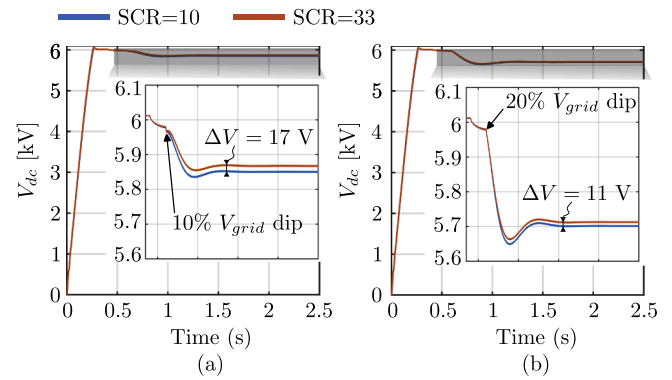 SCR=10 SCR=33
6
5
4
3
2
1
0
V_dc [kV]
6.1
6
5.9
5.8
5.7
5.6
ΔV = 17 V
10% V_grid dip
0 0.5 1 1.5 2 2.5
Time (s)
(a)
6
5
4
3
2
1
0
V_dc [kV]
6.1
6
5.9
5.8
5.7
5.6
20% V_grid dip
ΔV = 11 V
0 0.5 1 1.5 2 2.5
Time (s)
(b)